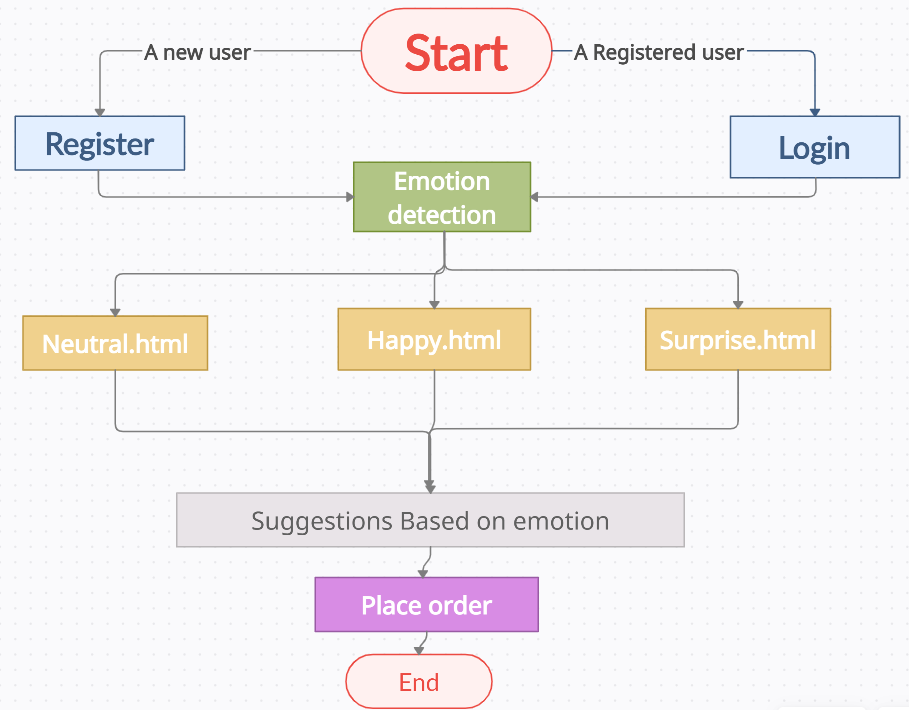 A new user
Start
A Registered user
Register
Login
Emotion
detection
Neutral.html
Happy.html
Surprise.html
Suggestions Based on emotion
Place order
End